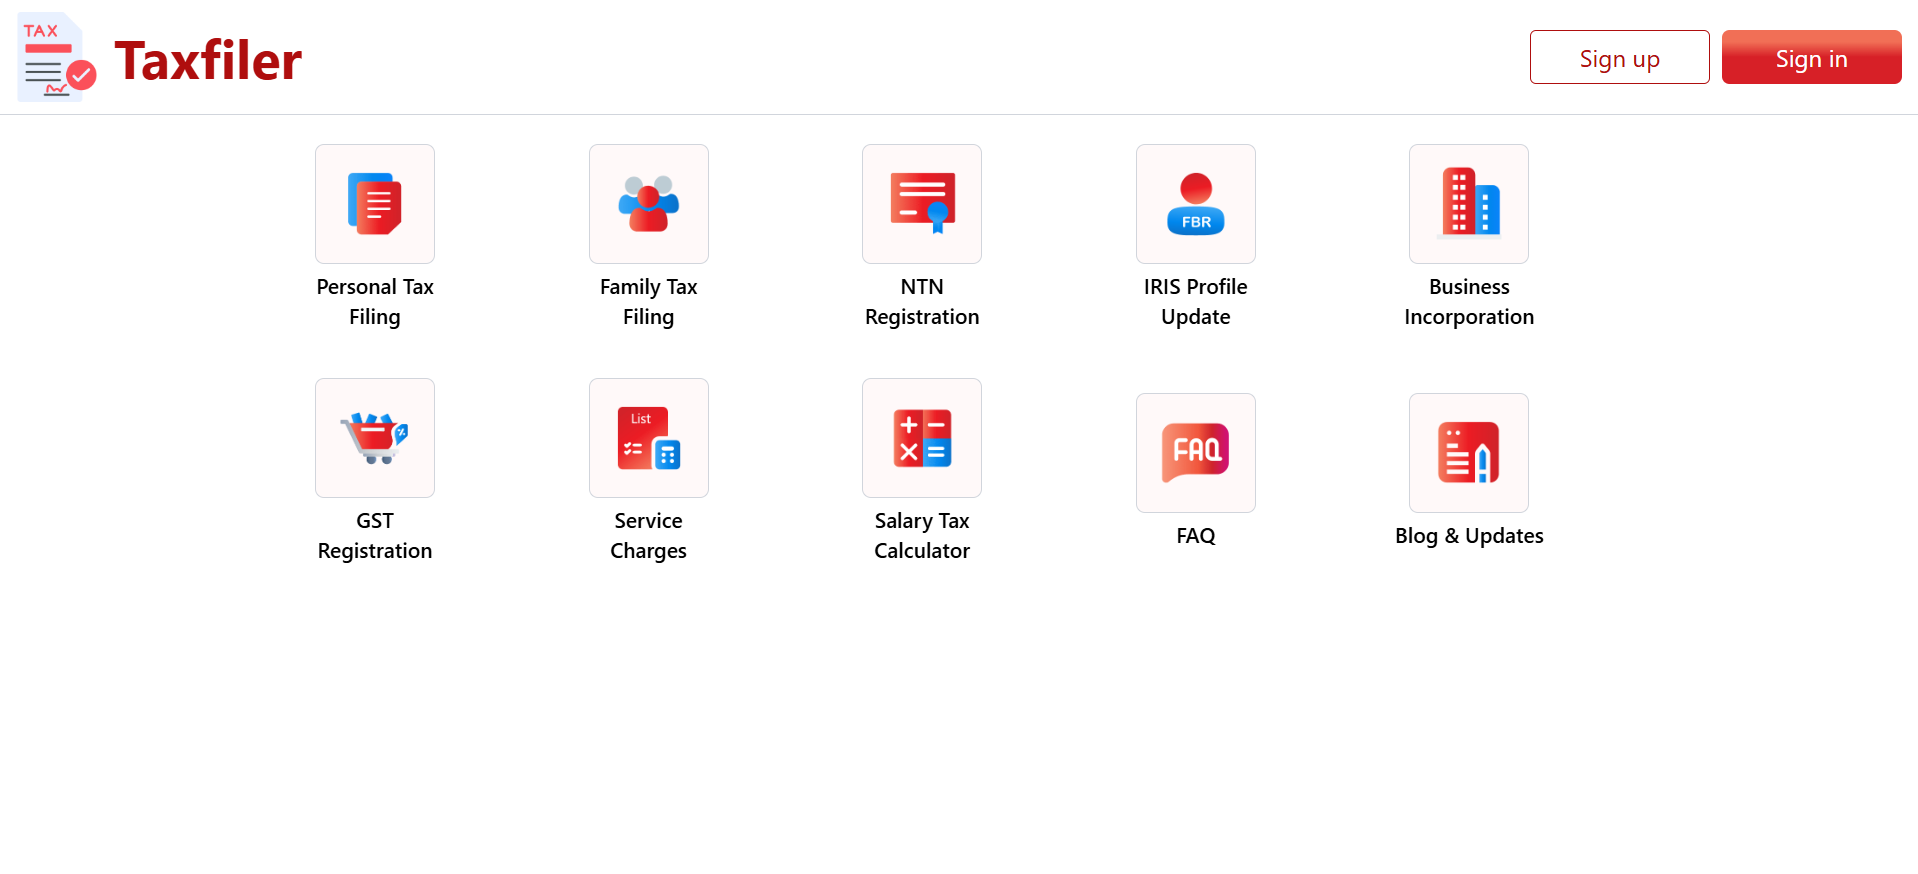 TAX
Taxfiler
Sign up
Sign in
Personal Tax
Filing
Family Tax
Filing
NTN
Registration
FBR
IRIS Profile
Update
Business
Incorporation
GST
Registration
List
Service
Charges
Salary Tax
Calculator
FAQ
FAQ
Blog & Updates